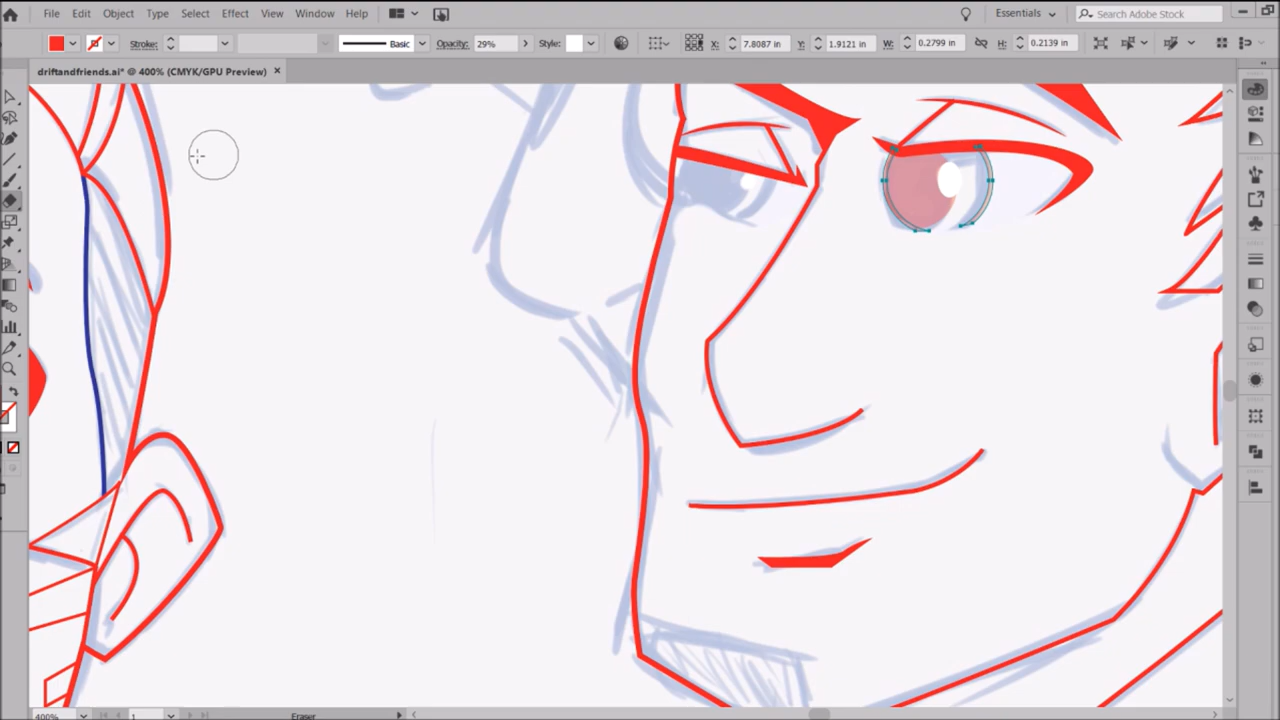 File Edit Object Type Select Effect View Window Help Essentials Search Adobe Stock
Stroke: Basic Opacity: 29% Style: X: 7.8087 in Y: 1.9121 in W: 0.2799 in H: 0.2139 in
driftandfriends.ai* @ 400% (CMYK/GPU Preview)
400% 1 Eraser